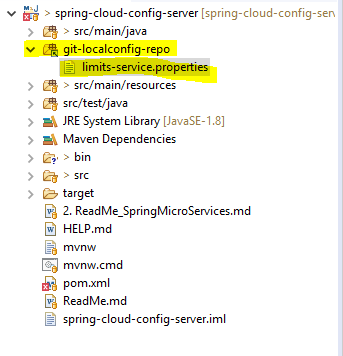 > spring-cloud-config-server [spring-cloud-config-serv
> src/main/java
git-localconfig-repo
limits-service.properties
> src/main/resources
src/test/java
JRE System Library [JavaSE-1.8]
Maven Dependencies
> bin
> src
target
2. ReadMe_SpringMicroServices.md
HELP.md
mvnw
mvnw.cmd
pom.xml
ReadMe.md
spring-cloud-config-server.iml